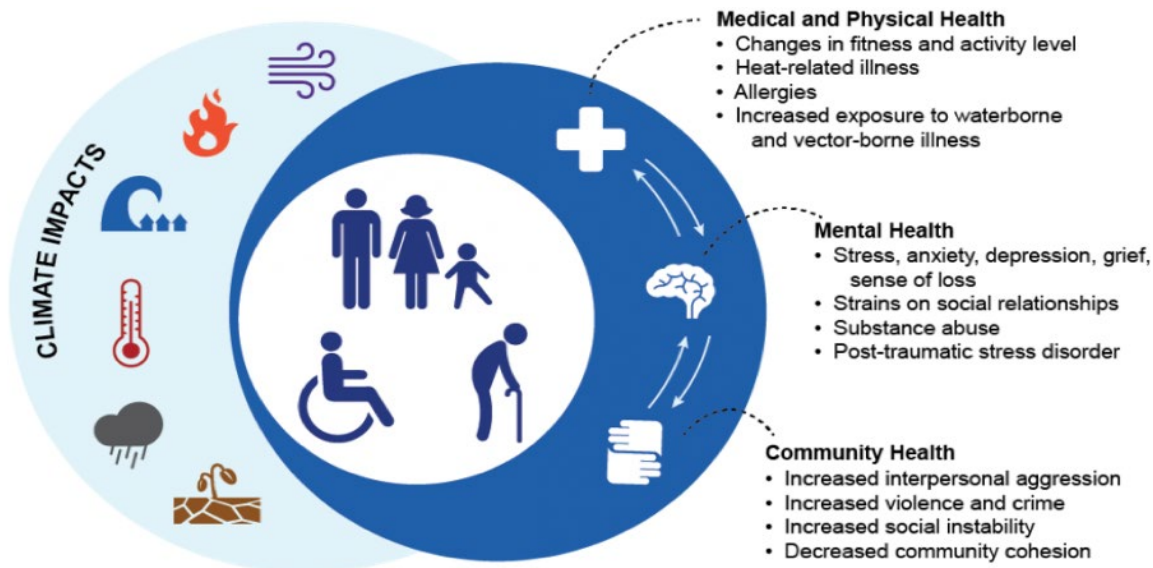 CLIMATE IMPACTS
Medical and Physical Health
• Changes in fitness and activity level
• Heat-related illness
• Allergies
• Increased exposure to waterborne
and vector-borne illness
Mental Health
• Stress, anxiety, depression, grief,
sense of loss
• Strains on social relationships
• Substance abuse
• Post-traumatic stress disorder
Community Health
• Increased interpersonal aggression
• Increased violence and crime
• Increased social instability
• Decreased community cohesion